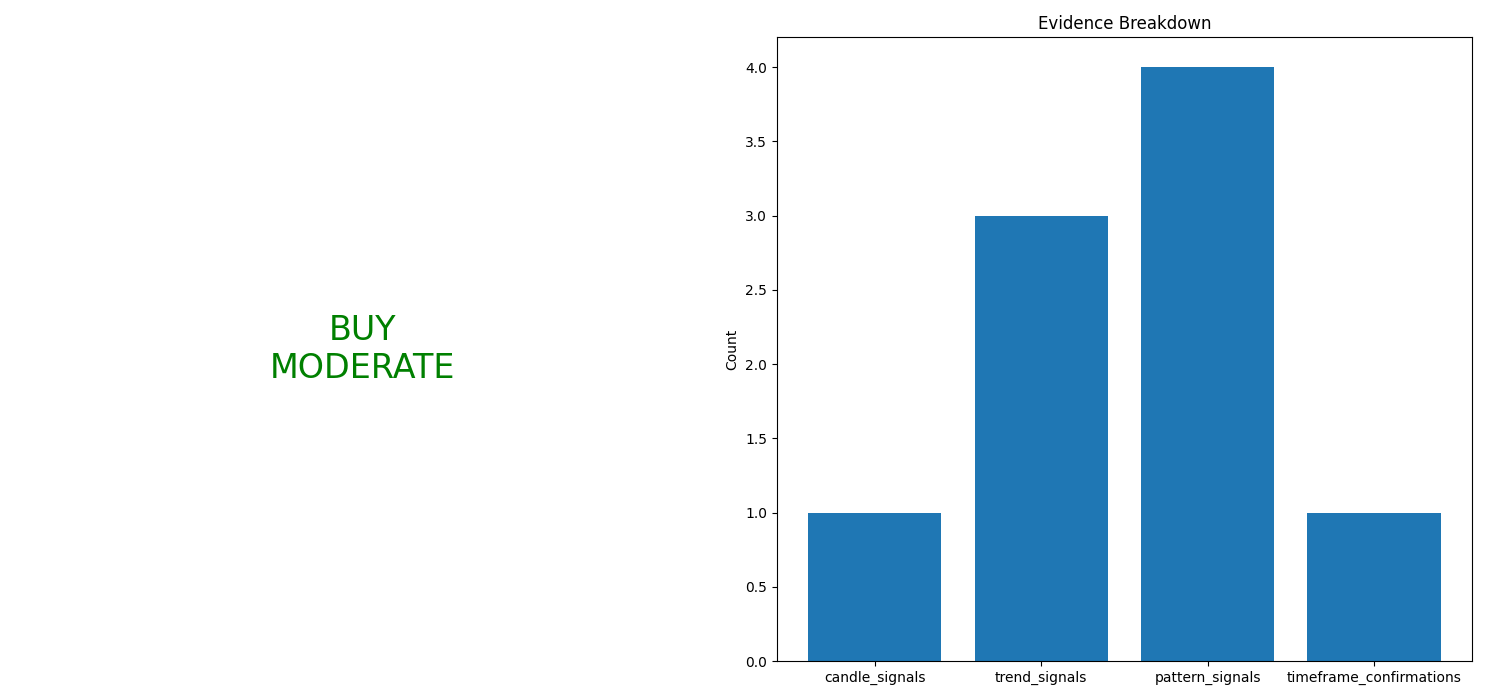 BUY
MODERATE
Evidence Breakdown
Count
4.0
3.5
3.0
2.5
2.0
1.5
1.0
0.5
0.0
candle_signals trend_signals pattern_signals timeframe_confirmations